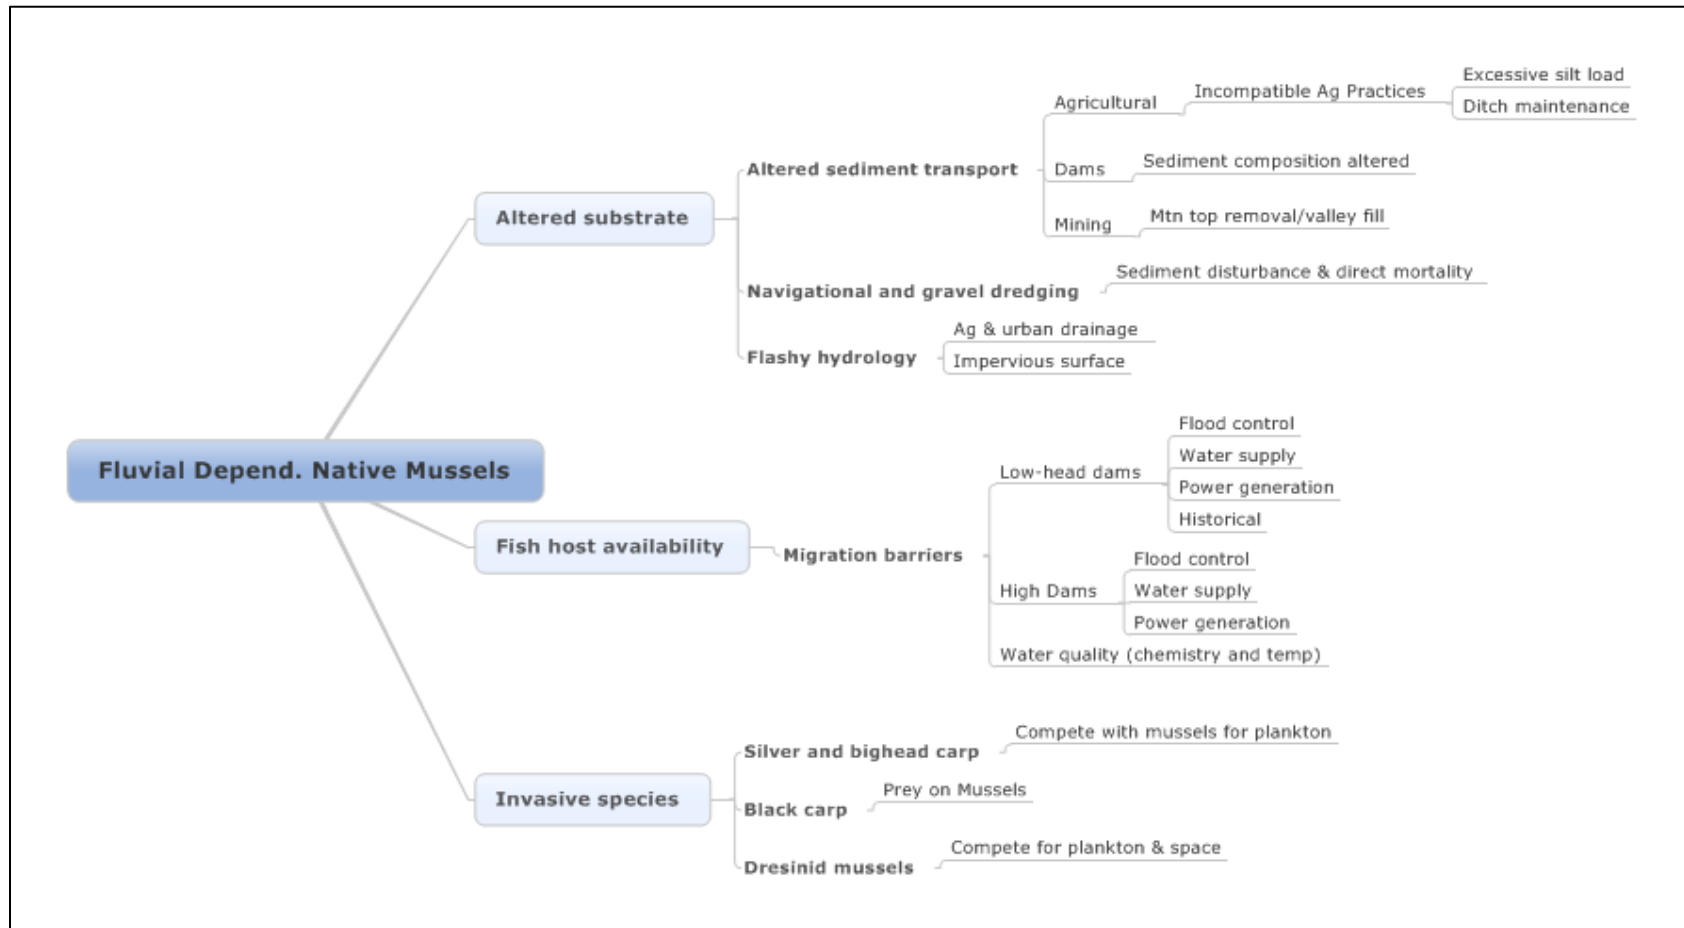 Fluvial Depend. Native Mussels
Altered substrate
Altered sediment transport
Agricultural
Incompatible Ag Practices
Excessive silt load
Ditch maintenance
Dams
Sediment composition altered
Mining
Mtn top removal/valley fill
Navigational and gravel dredging
Sediment disturbance & direct mortality
Flashy hydrology
Ag & urban drainage
Impervious surface
Fish host availability
Migration barriers
Low-head dams
Flood control
Water supply
Power generation
Historical
High Dams
Flood control
Water supply
Power generation
Water quality (chemistry and temp)
Invasive species
Silver and bighead carp
Compete with mussels for plankton
Black carp
Prey on Mussels
Dresinid mussels
Compete for plankton & space